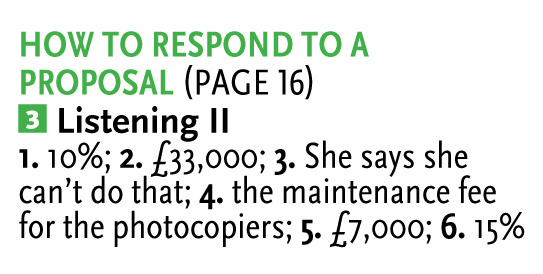 HOW TO RESPOND TO A
PROPOSAL (PAGE 16)
3 Listening II
1. 10%; 2. £33,000; 3. She says she
can't do that; 4. the maintenance fee
for the photocopiers; 5. £7,000; 6. 15%